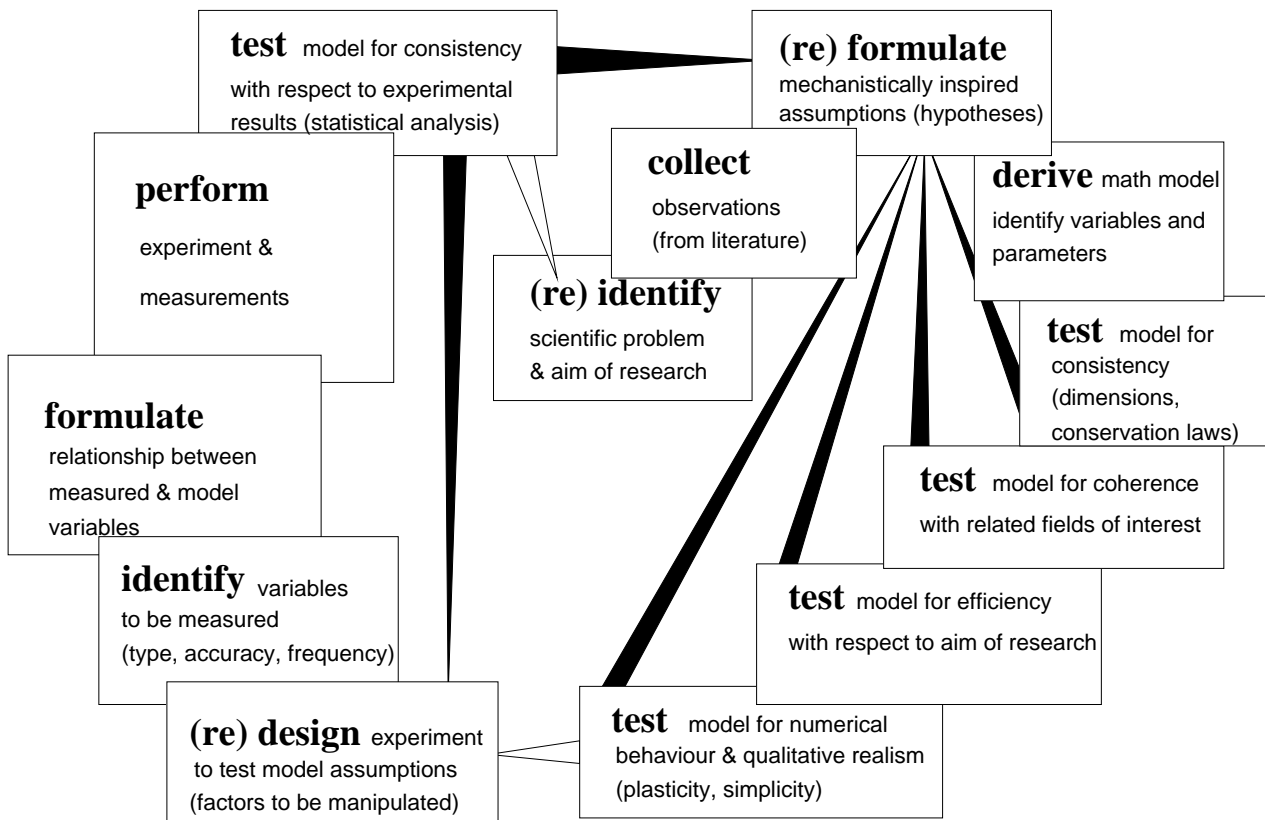 test model for consistency
with respect to experimental
results (statistical analysis)
(re) formulate
mechanistically inspired
assumptions (hypotheses)
collect
observations
(from literature)
derive math model
identify variables and
parameters
perform
experiment &
measurements
(re) identify
scientific problem
& aim of research
test model for
consistency
(dimensions,
conservation laws)
formulate
relationship between
measured & model
variables
test model for coherence
with related fields of interest
identify variables
to be measured
(type, accuracy, frequency)
test model for efficiency
with respect to aim of research
(re) design experiment
to test model assumptions
(factors to be manipulated)
test model for numerical
behaviour & qualitative realism
(plasticity, simplicity)